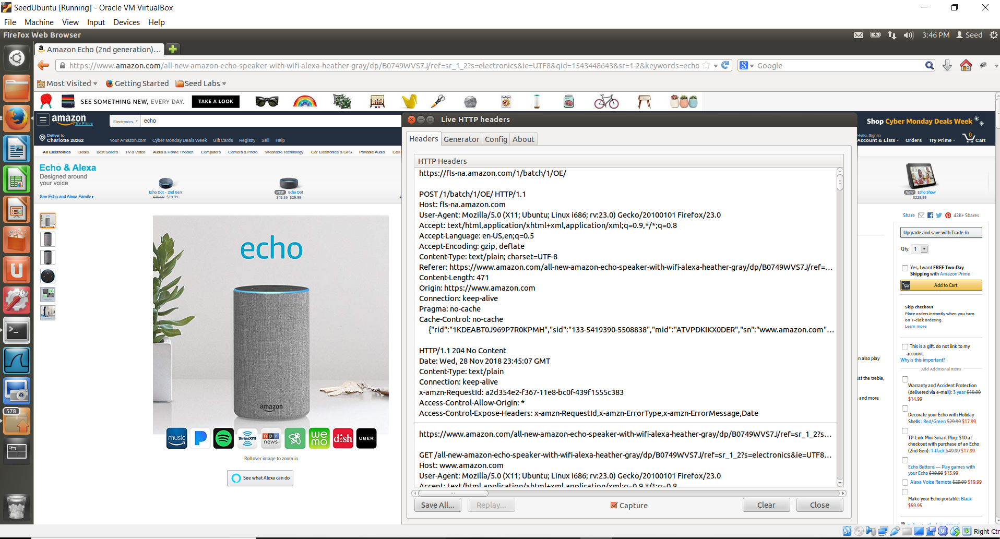 SeedUbuntu [Running] - Oracle VM VirtualBox
File Machine View Input Devices Help
Firefox Web Browser
3:46 PM Seed
Amazon Echo (2nd generation)...
https://www.amazon.com/all-new-amazon-echo-speaker-with-wifi-alexa-heather-gray/dp/B0749WVS7J/ref=sr_1_2?s=electronics&ie=UTF8&qid=1543448643&sr=1-2&keywords=echo
Google
Most Visited Getting Started Seed Labs
SEE SOMETHING NEW, EVERY DAY. TAKE A LOOK
amazon
Try Prime
Electronics echo
Shop Cyber Monday Deals Week
Deliver to
Charlotte 28262
Your Amazon.com Cyber Monday Deals Week Gift Cards Registry Sell Help
Hello. Sign in
Account & Lists Orders Try Prime 0 Cart
All Electronics Deals Best Sellers TV & Video Audio & Home Theater Computers Camera & Photo Wearable Technology Car Electronics & GPS Portable Audio Cell
Echo & Alexa
Designed around
your voice
See Echo and Alexa Family
Echo Dot - 2nd Gen
$39.99 $19.99
NEW Echo Dot
$49.99 $29.99
NEW Echo Show
$229.99
echo
amazon
music
P
siriusxm
npr
news
wemo
dish
UBER
Roll over image to zoom in
See what Alexa can do
Live HTTP headers
Headers Generator Config About
HTTP Headers
https://fls-na.amazon.com/1/batch/1/OE/
POST /1/batch/1/OE/ HTTP/1.1
Host: fls-na.amazon.com
User-Agent: Mozilla/5.0 (X11; Ubuntu; Linux i686; rv:23.0) Gecko/20100101 Firefox/23.0
Accept: text/html,application/xhtml+xml,application/xml;q=0.9,*/*;q=0.8
Accept-Language: en-US,en;q=0.5
Accept-Encoding: gzip, deflate
Content-Type: text/plain; charset=UTF-8
Referer: https://www.amazon.com/all-new-amazon-echo-speaker-with-wifi-alexa-heather-gray/dp/B0749WVS7J/ref=...
Content-Length: 471
Origin: https://www.amazon.com
Connection: keep-alive
Pragma: no-cache
Cache-Control: no-cache
{"rid":"1KDEABT0J969P7R0KPMH","sid":"133-5419390-5508838","mid":"ATVPDKIKX0DER","sn":"www.amazon.com"...
HTTP/1.1 204 No Content
Date: Wed, 28 Nov 2018 23:45:07 GMT
Content-Type: text/plain
Connection: keep-alive
x-amzn-RequestId: a2d354e2-f367-11e8-bc0f-439f1555c383
Access-Control-Allow-Origin: *
Access-Control-Expose-Headers: x-amzn-RequestId,x-amzn-ErrorType,x-amzn-ErrorMessage,Date
https://www.amazon.com/all-new-amazon-echo-speaker-with-wifi-alexa-heather-gray/dp/B0749WVS7J/ref=sr_1_2?s...
GET /all-new-amazon-echo-speaker-with-wifi-alexa-heather-gray/dp/B0749WVS7J/ref=sr_1_2?s=electronics&ie=UTF8...
Host: www.amazon.com
User-Agent: Mozilla/5.0 (X11; Ubuntu; Linux i686; rv:23.0) Gecko/20100101 Firefox/23.0
Accept: text/html,application/xhtml+xml,application/xml;q=0.9,*/*;q=0.8
Save All... Replay... Capture Clear Close
Share 42K+ Shares
Upgrade and save with Trade-In
Qty: 1
Yes, I want FREE Two-Day
Shipping with Amazon Prime
Add to Cart
Skip checkout
Place orders instantly when you turn
on 1-click ordering.
Learn more
This is a gift, do not link to my
account.
Why is this important?
Add Additional Items
Warranty and Accident Protection
(delivered via e-mail): 3 year $19.99
$14.99
Decorate your Echo with Holiday
Shells : Red/Green $29.99 $17.99
TP-Link Mini Smart Plug: $10 at
checkout with purchase of an Echo
(2nd Gen): 1-Pack $49.99 $17.99
Echo Buttons — Play games with
your Echo $19.99 $13.99
Alexa Voice Remote $29.99 $19.99
Make your Echo portable: Black
$59.95
n also play
ust the treble,
, and more
578
Right Ctr